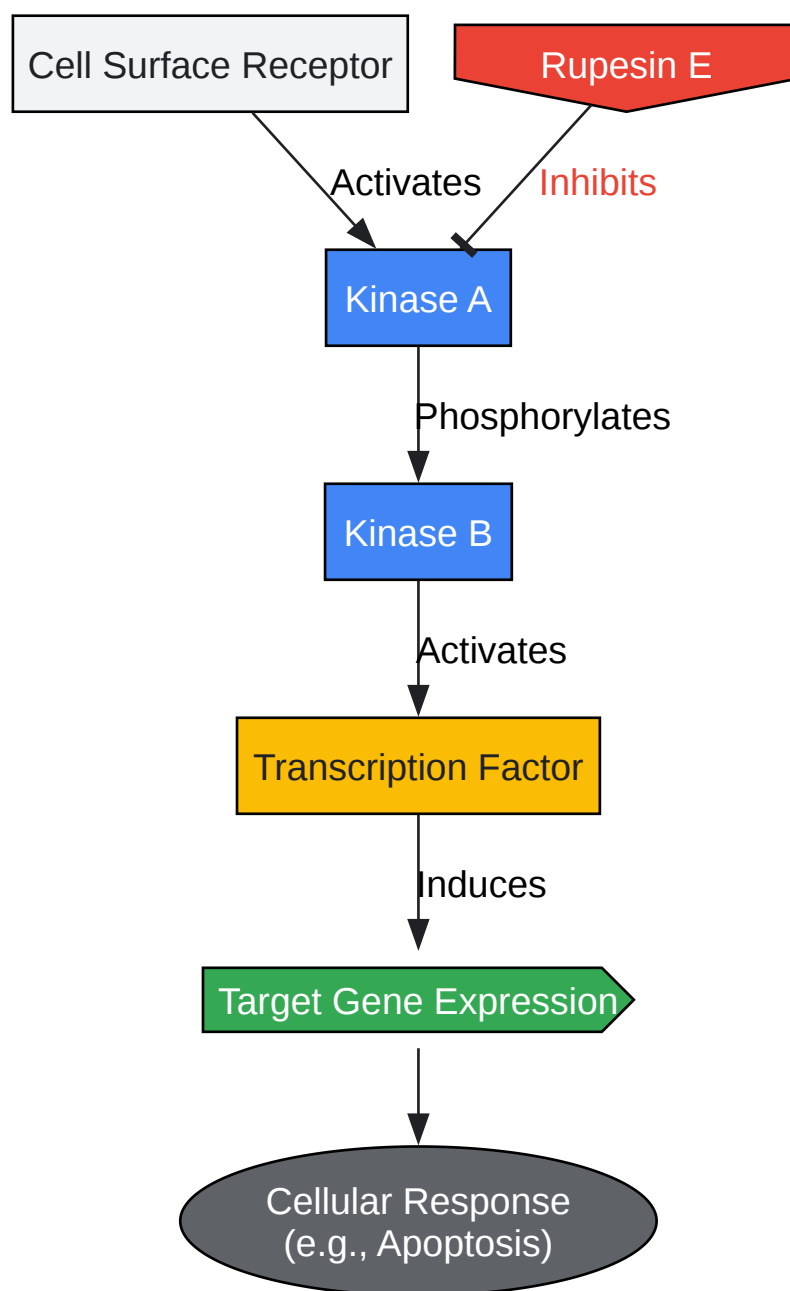 Cell Surface Receptor
Rupesin E
Activates
Inhibits
Kinase A
Phosphorylates
Kinase B
Activates
Transcription Factor
Induces
Target Gene Expression
Cellular Response
(e.g., Apoptosis)